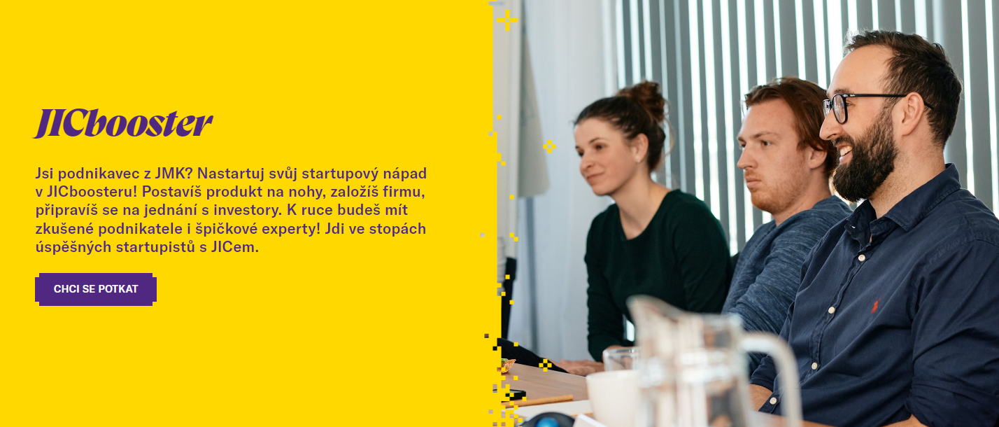 JICbooster
Jsi podnikavec z JMK? Nastartuj svůj startupový nápad
v JICboosteru! Postavíš produkt na nohy, založíš firmu,
připravíš se na jednání s investory. K ruce budeš mít
zkušené podnikatele i špičkové experty! Jdi ve stopách
úspěšných startupistů s JICem.
CHCI SE POTKAT